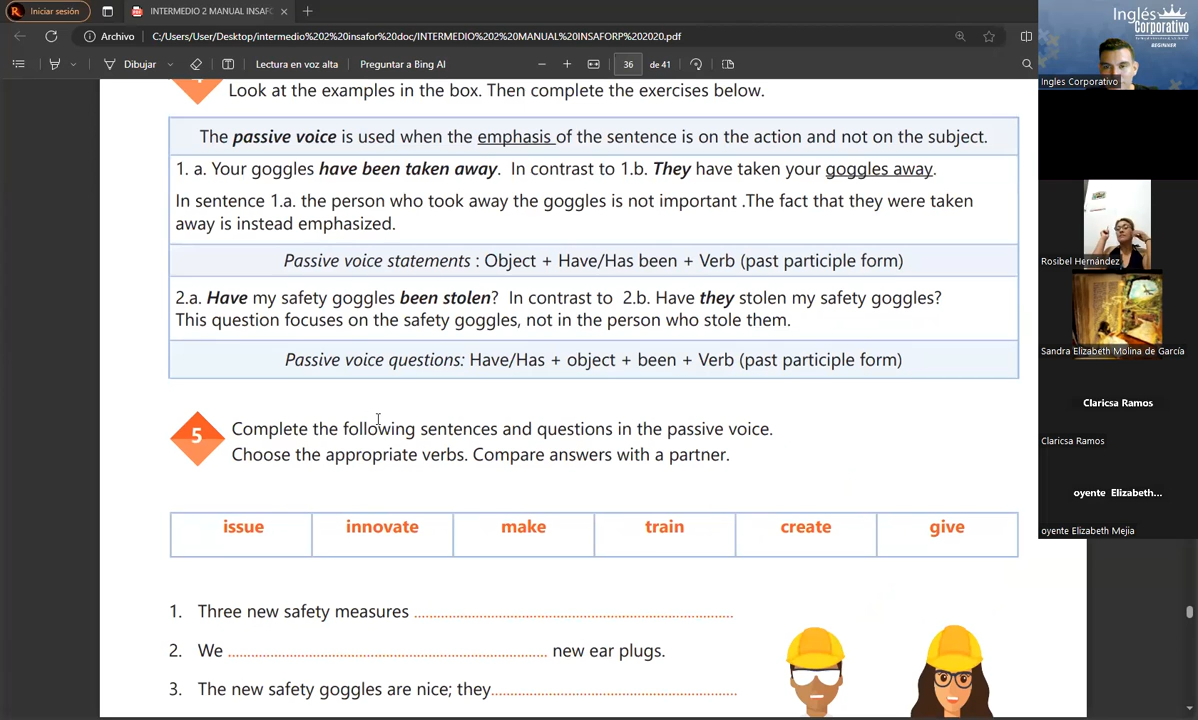 Iniciar sesión
INTERMEDIO 2 MANUAL INSAFOR
Archivo
C:/Users/User/Desktop/intermedio%202%20insafor%20doc/INTERMEDIO%202%20MANUAL%20INSAFORP%202020.pdf
Dibujar
Lectura en voz alta
Preguntar a Bing AI
36
de 41
Look at the examples in the box. Then complete the exercises below.
The passive voice is used when the emphasis of the sentence is on the action and not on the subject.
1. a. Your goggles have been taken away. In contrast to 1.b. They have taken your goggles away.
In sentence 1.a. the person who took away the goggles is not important .The fact that they were taken
away is instead emphasized.
Passive voice statements : Object + Have/Has been + Verb (past participle form)
2.a. Have my safety goggles been stolen? In contrast to 2.b. Have they stolen my safety goggles?
This question focuses on the safety goggles, not in the person who stole them.
Passive voice questions: Have/Has + object + been + Verb (past participle form)
5
Complete the following sentences and questions in the passive voice.
Choose the appropriate verbs. Compare answers with a partner.
issue innovate make train create give
1. Three new safety measures
2. We new ear plugs.
3. The new safety goggles are nice; they
Inglés
Corporativo
BEGINNER
Ingles Corporativo
Rosibel Hernández
Sandra Elizabeth Molina de García
Claricsa Ramos
Claricsa Ramos
oyente Elizabeth...
oyente Elizabeth Mejia